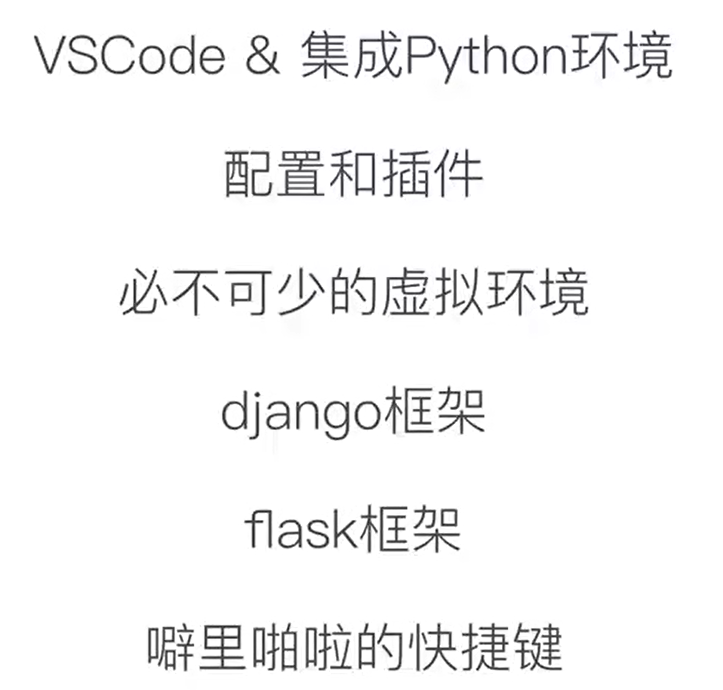 VSCode & 集成Python环境
配置和插件
必不可少的虚拟环境
django框架
flask框架
噼里啪啦的快捷键